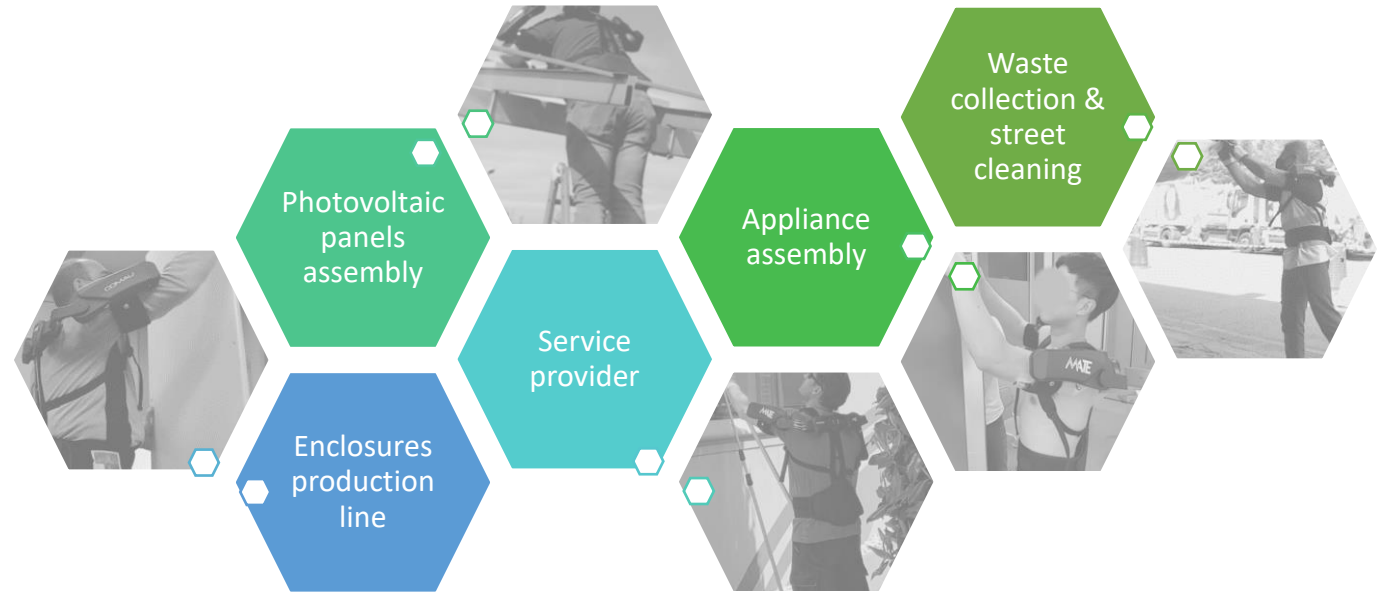 Waste
collection &
street
cleaning
Photovoltaic
panels
assembly
Appliance
assembly
COMAU
Service
provider
MATE
MATE
Enclosures
production
line